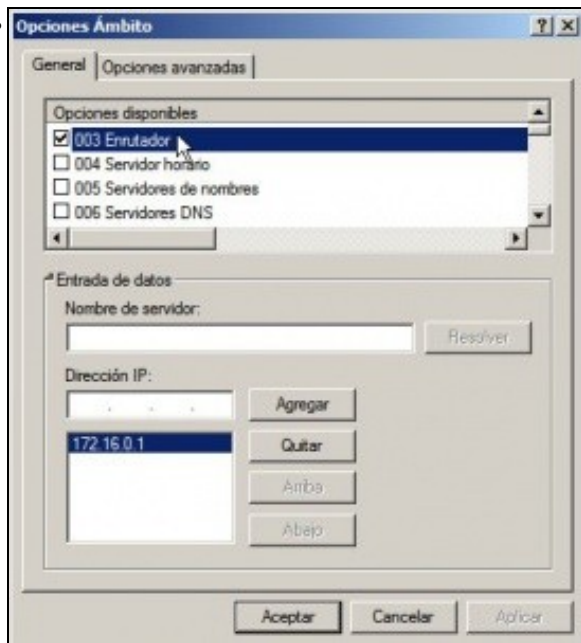 Opciones Ámbito
General
Opciones avanzadas
Opciones disponibles
003 Enrutador
004 Servidor horario
005 Servidores de nombres
006 Servidores DNS
Entrada de datos
Nombre de servidor:
Resolver
Dirección IP:
Agregar
172.16.0.1
Quitar
Arriba
Abajo
Aceptar
Cancelar
Aplicar